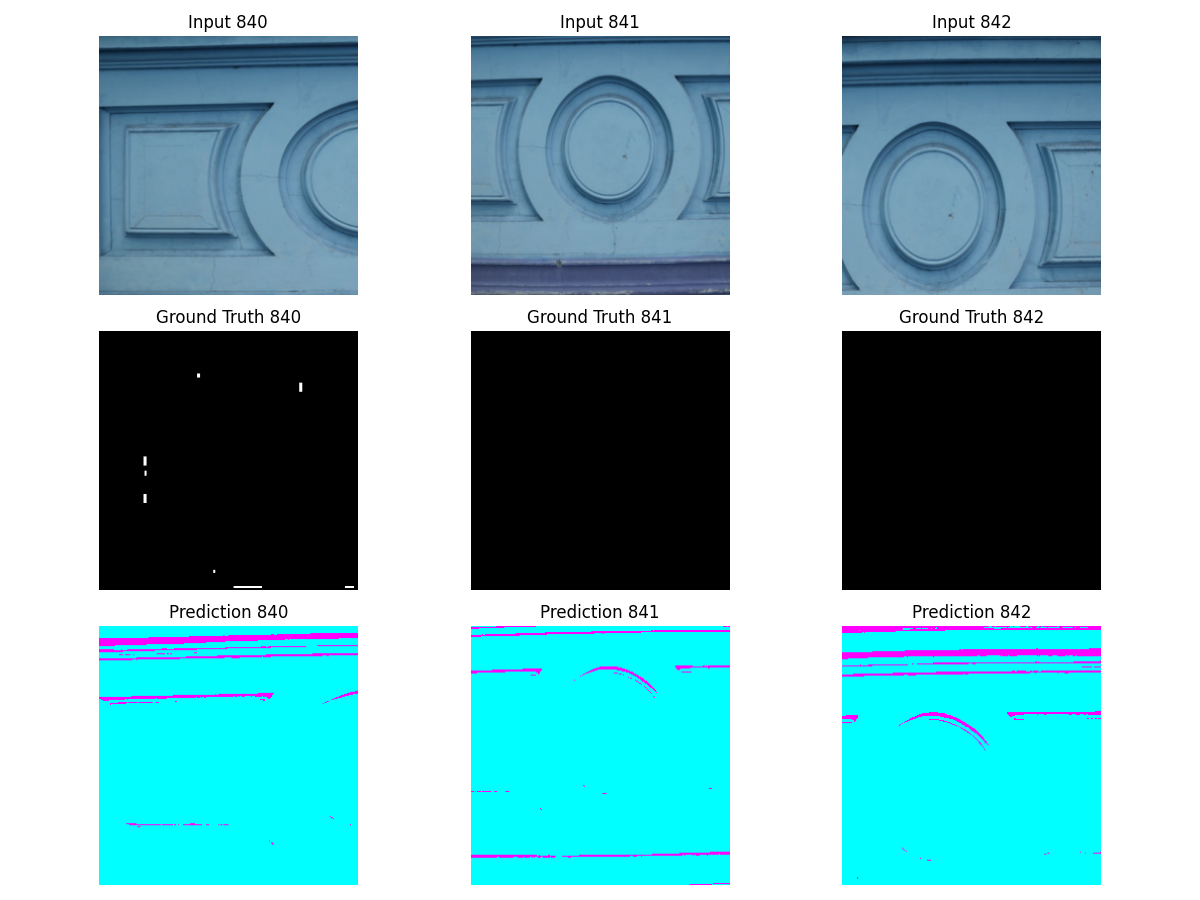 Input 840
Input 841
Input 842
Ground Truth 840
Ground Truth 841
Ground Truth 842
Prediction 840
Prediction 841
Prediction 842